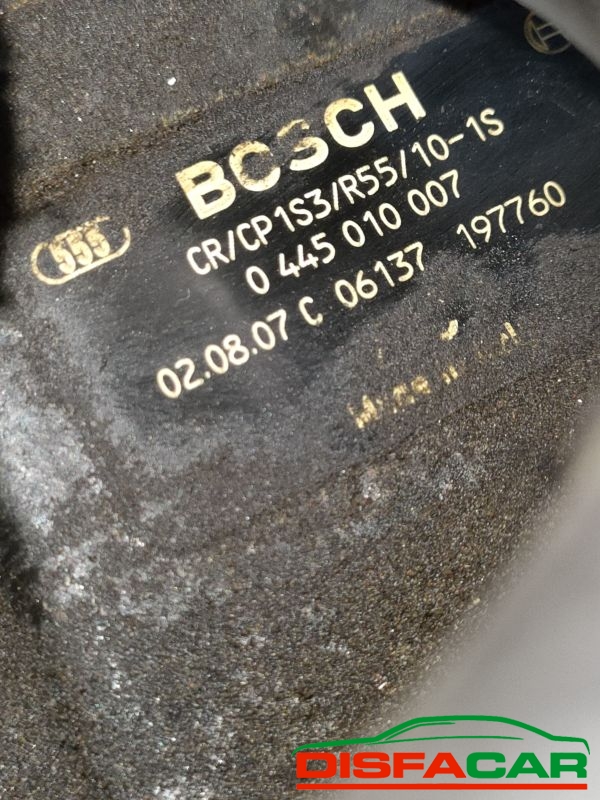 BOSCH
CR/CP1S3/R55/10-1S
0 445 010 007
555
02.08.07 C 06137 197760
DISFACAR